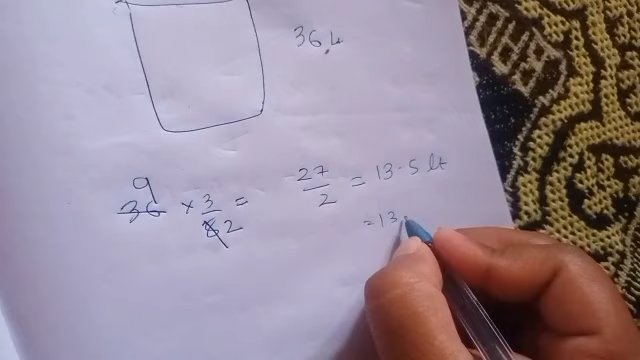 36.4
9
36 × 3/8 2 = 27/2 = 13.5 lt
= 13.